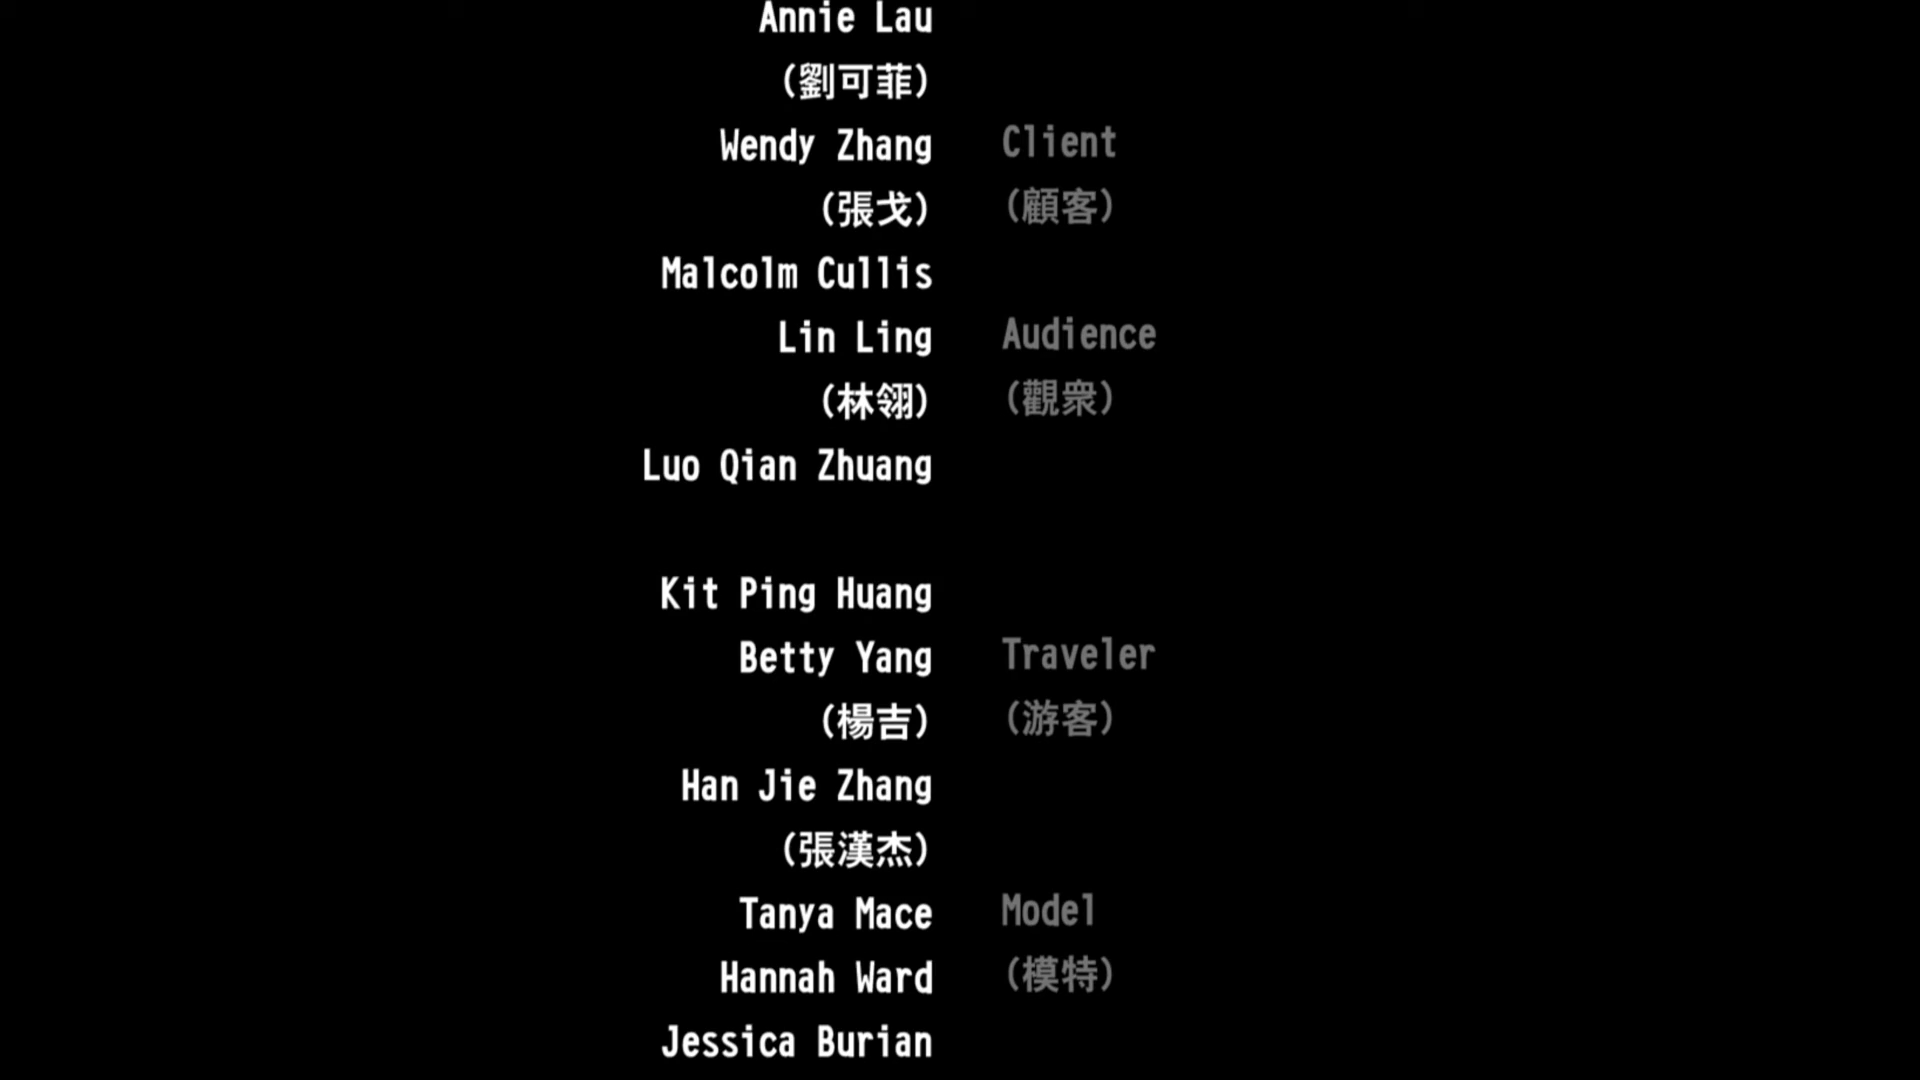 Annie Lau
(劉可菲)
Wendy Zhang Client
(張戈) (顧客)
Malcolm Cullis
Lin Ling Audience
(林翎) (觀衆)
Luo Qian Zhuang
Kit Ping Huang
Betty Yang Traveler
(楊吉) (游客)
Han Jie Zhang
(張漢杰)
Tanya Mace Model
Hannah Ward (模特)
Jessica Burian